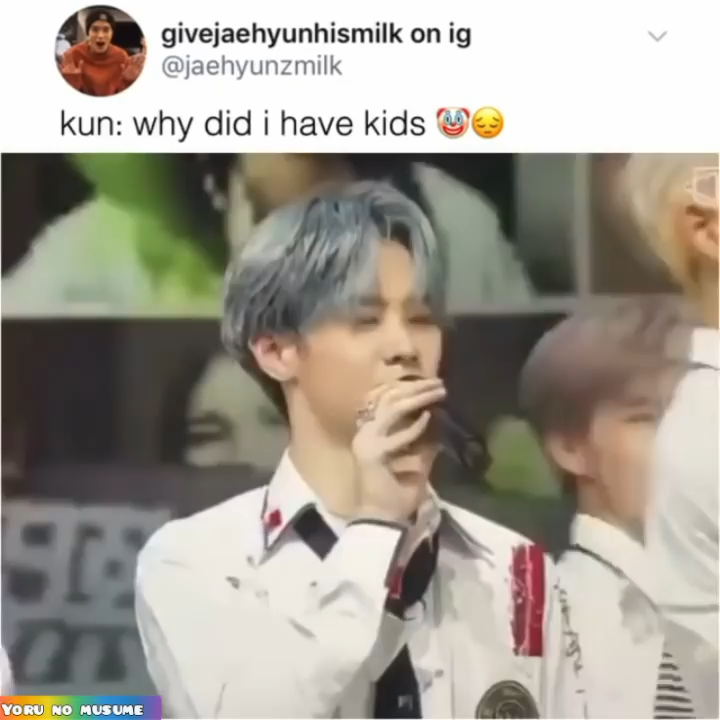 givejaehyunhismilk on ig
@jaehyunzmilk
kun: why did i have kids 🤡😔
YORU NO MUSUME